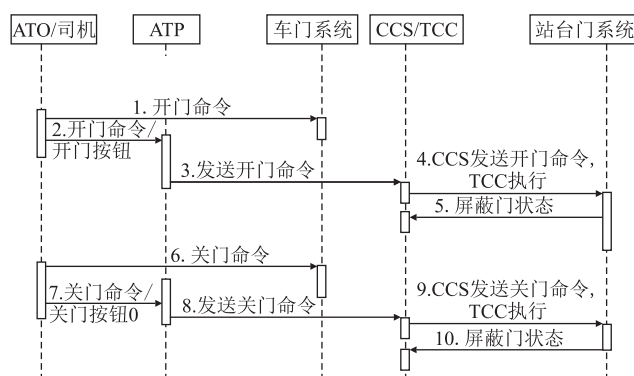 ATO/司机
ATP
车门系统
CCS/TCC
站台门系统
1. 开门命令
2.开门命令/
开门按钮
3.发送开门命令
4.CCS发送开门命令,
TCC执行
5. 屏蔽门状态
6. 关门命令
7.关门命令/
关门按钮0
8.发送关门命令
9.CCS发送关门命令,
TCC执行
10. 屏蔽门状态